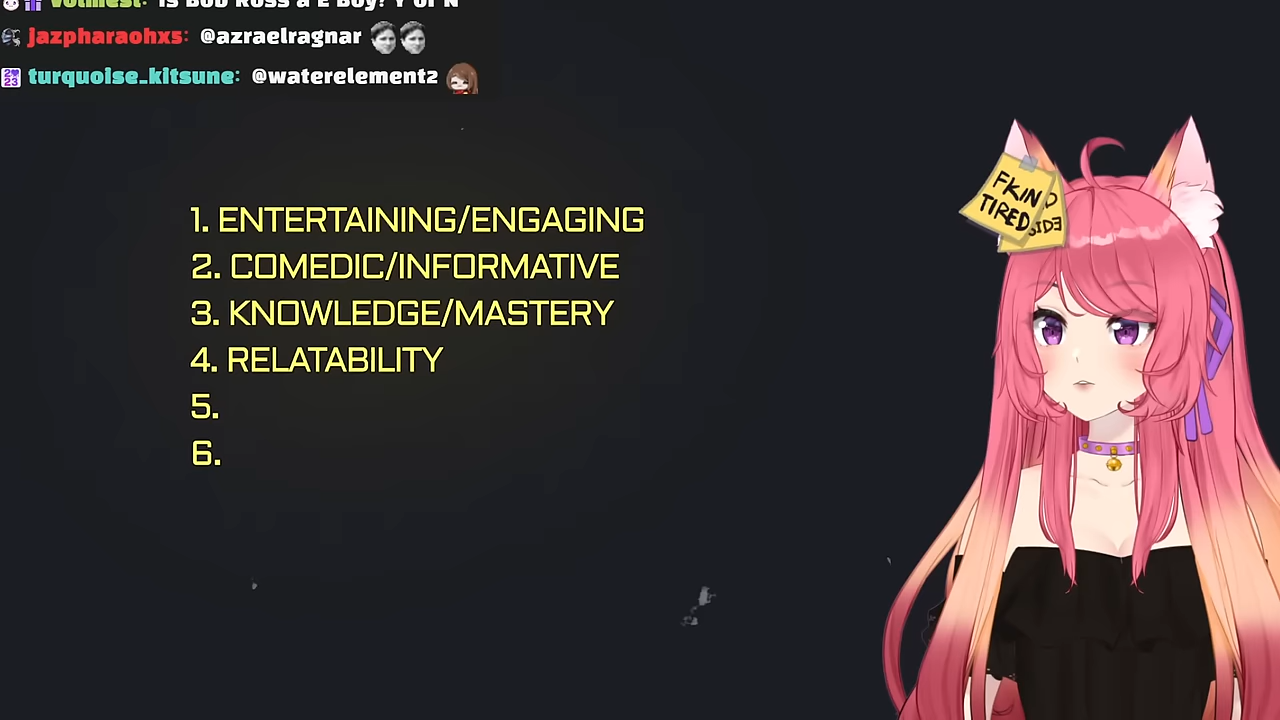 volmest: Is Bob Ross a E Boy? Y or N
jazpharaohxs: @azraelragnar
turquoise_kitsune: @waterelement2
1. ENTERTAINING/ENGAGING
2. COMEDIC/INFORMATIVE
3. KNOWLEDGE/MASTERY
4. RELATABILITY
5.
6.
FKIN
TIRED